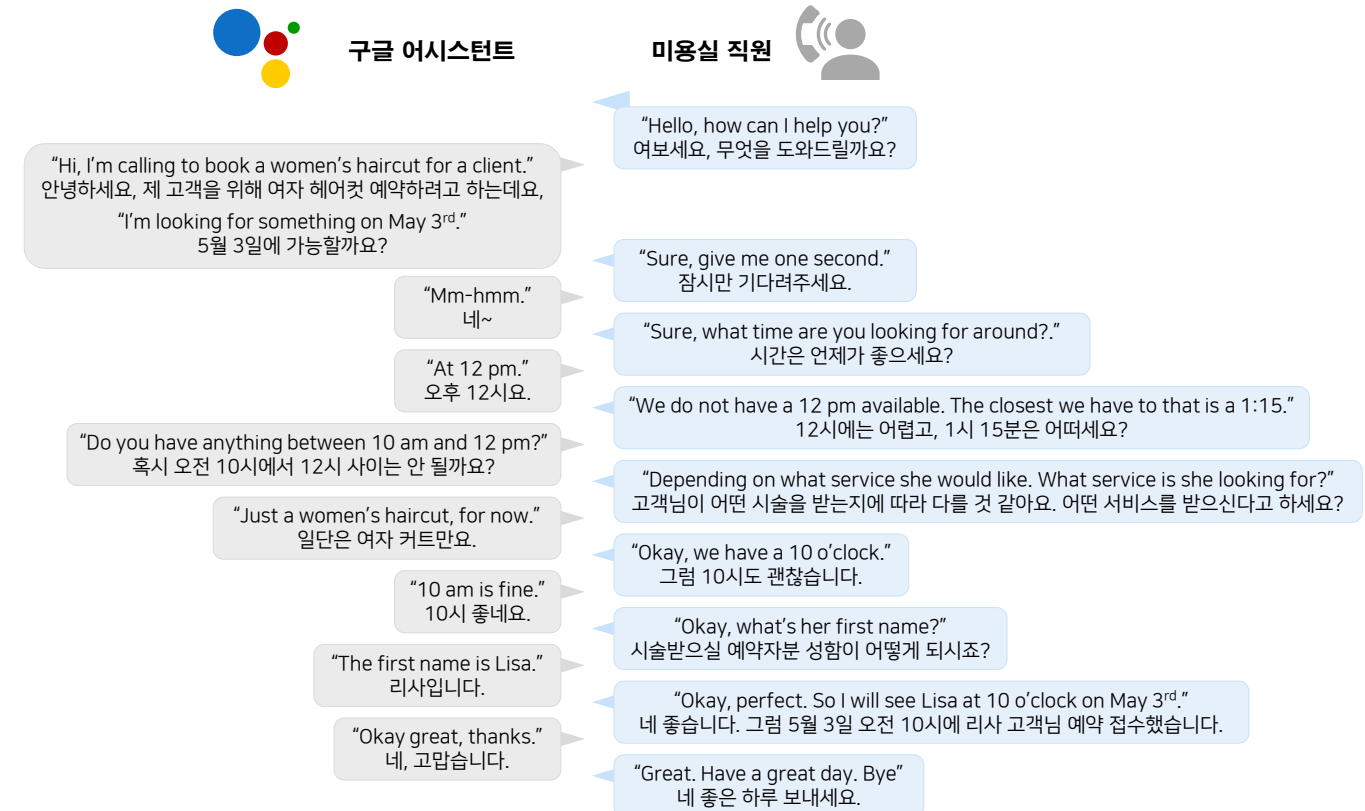 구글 어시스턴트
미용실 직원
“Hello, how can I help you?”
여보세요, 무엇을 도와드릴까요?
“Hi, I’m calling to book a women’s haircut for a client.”
안녕하세요, 제 고객을 위해 여자 헤어컷 예약하려고 하는데요,
“I’m looking for something on May 3rd.”
5월 3일에 가능할까요?
“Sure, give me one second.”
잠시만 기다려주세요.
“Mm-hmm.”
네~
“Sure, what time are you looking for around?.”
시간은 언제가 좋으세요?
“At 12 pm.”
오후 12시요.
“We do not have a 12 pm available. The closest we have to that is a 1:15.”
12시에는 어렵고, 1시 15분은 어떠세요?
“Do you have anything between 10 am and 12 pm?”
혹시 오전 10시에서 12시 사이는 안 될까요?
“Depending on what service she would like. What service is she looking for?”
고객님이 어떤 시술을 받는지에 따라 다를 것 같아요. 어떤 서비스를 받으신다고 하세요?
“Just a women’s haircut, for now.”
일단은 여자 커트만요.
“Okay, we have a 10 o’clock.”
그럼 10시도 괜찮습니다.
“10 am is fine.”
10시 좋네요.
“Okay, what’s her first name?”
시술받으실 예약자분 성함이 어떻게 되시죠?
“The first name is Lisa.”
리사입니다.
“Okay, perfect. So I will see Lisa at 10 o’clock on May 3rd.”
네 좋습니다. 그럼 5월 3일 오전 10시에 리사 고객님 예약 접수했습니다.
“Okay great, thanks.”
네, 고맙습니다.
“Great. Have a great day. Bye”
네 좋은 하루 보내세요.